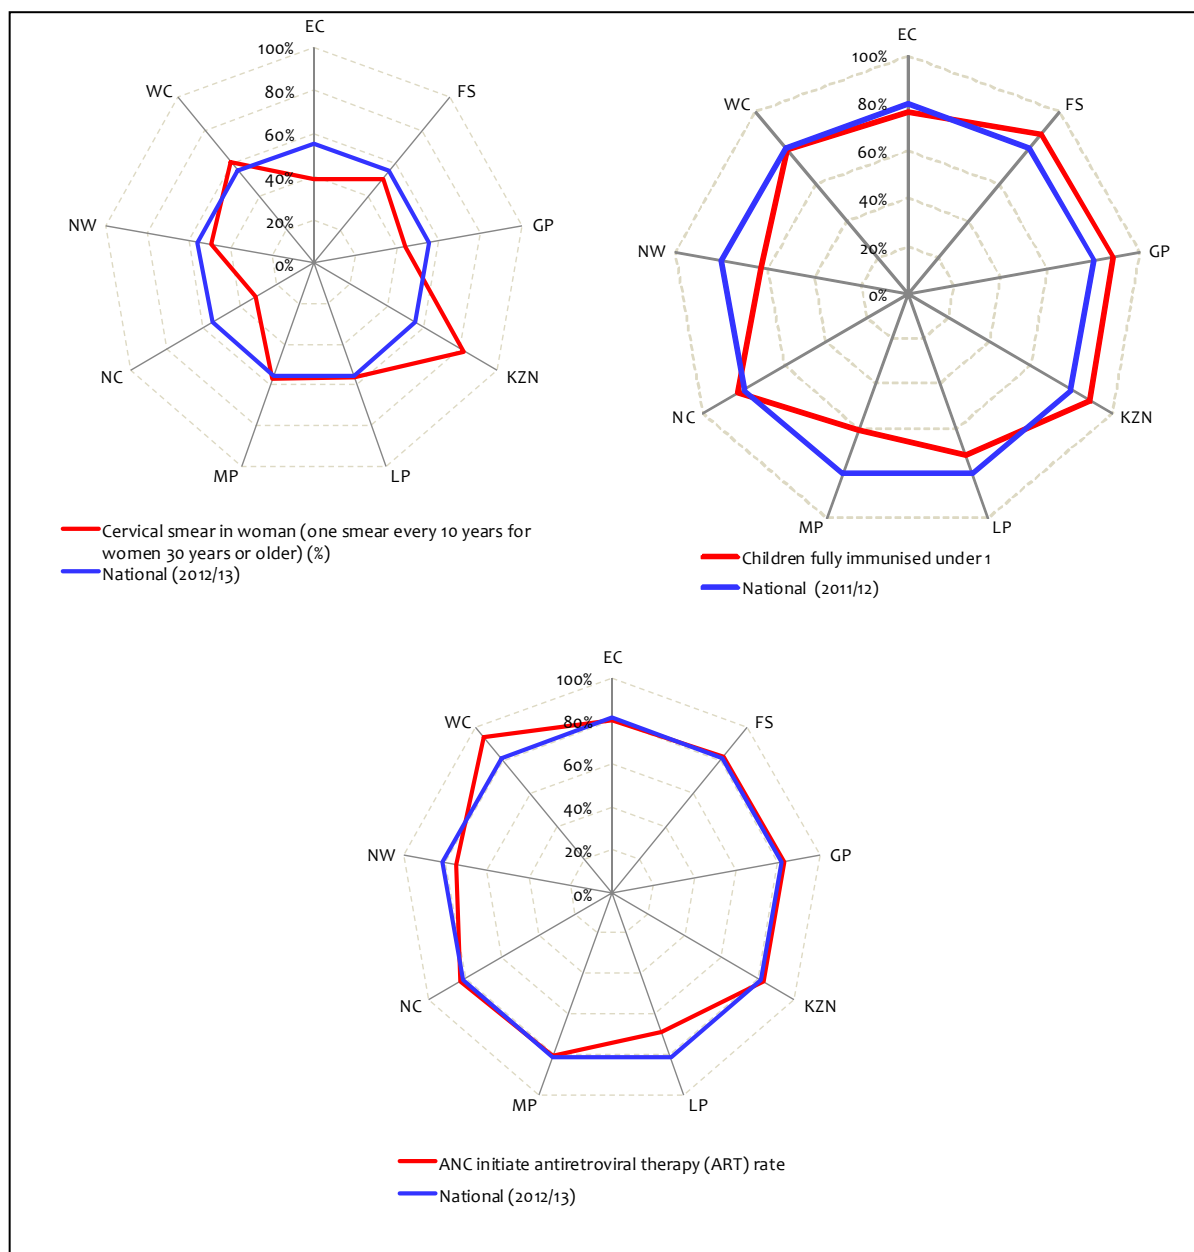 EC
100%
80%
60%
40%
20%
0%
FS
GP
KZN
LP
MP
NC
NW
WC
Cervical smear in woman (one smear every 10 years for
women 30 years or older) (%)
National (2012/13)
EC
100%
80%
60%
40%
20%
0%
FS
GP
KZN
LP
MP
NC
NW
WC
Children fully immunised under 1
National (2011/12)
EC
100%
80%
60%
40%
20%
0%
FS
GP
KZN
LP
MP
NC
NW
WC
ANC initiate antiretroviral therapy (ART) rate
National (2012/13)